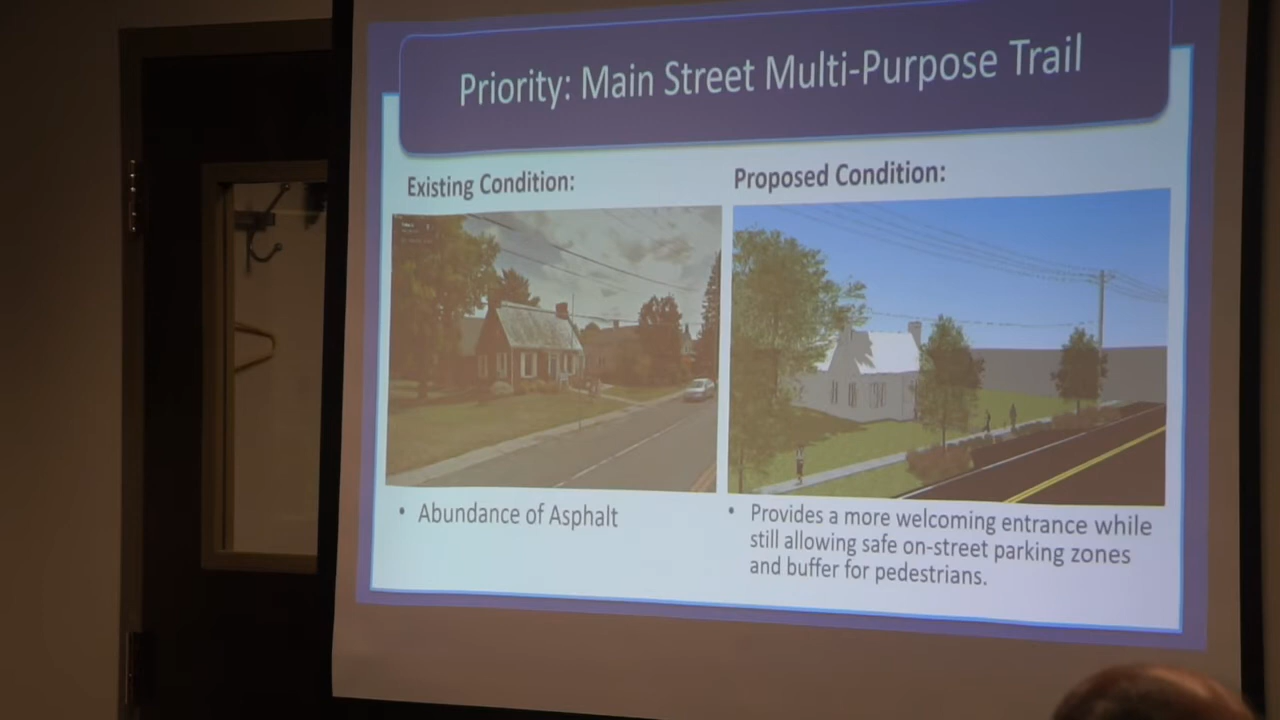 Priority: Main Street Multi-Purpose Trail
Existing Condition:
Proposed Condition:
• Abundance of Asphalt
• Provides a more welcoming entrance while
still allowing safe on-street parking zones
and buffer for pedestrians.